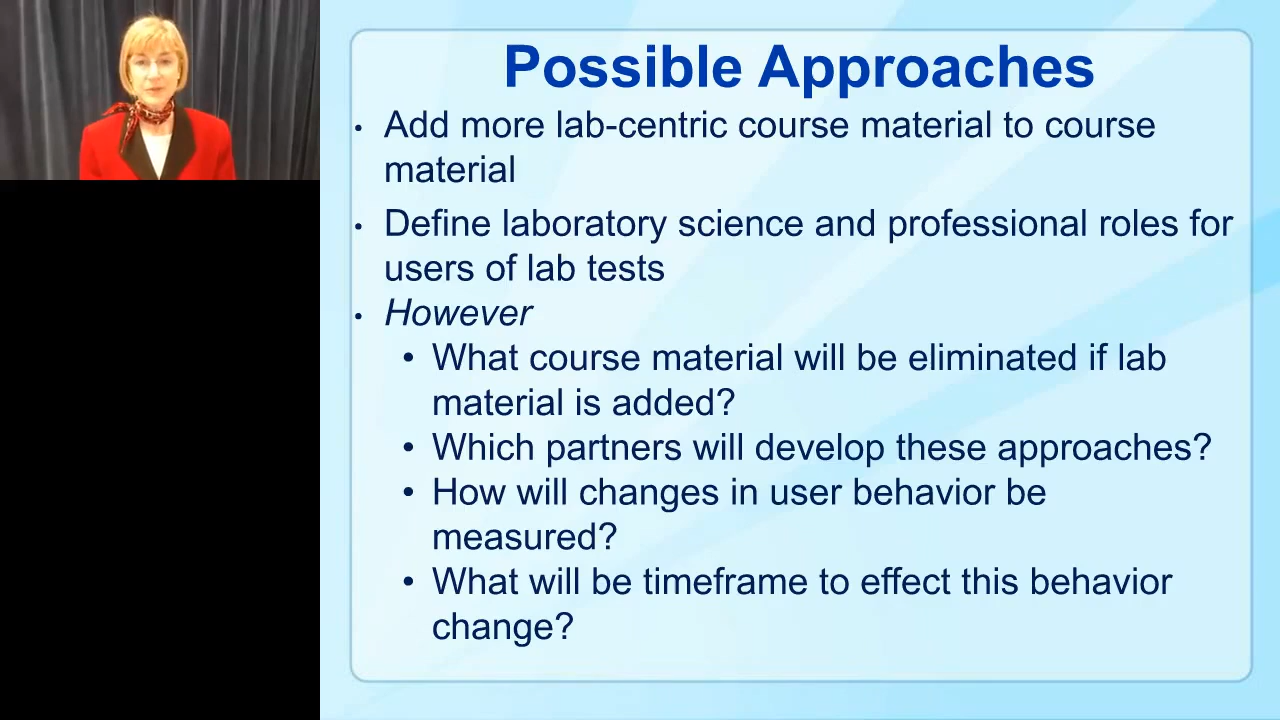 Possible Approaches
• Add more lab-centric course material to course
material
• Define laboratory science and professional roles for
users of lab tests
• However
• What course material will be eliminated if lab
material is added?
• Which partners will develop these approaches?
• How will changes in user behavior be
measured?
• What will be timeframe to effect this behavior
change?